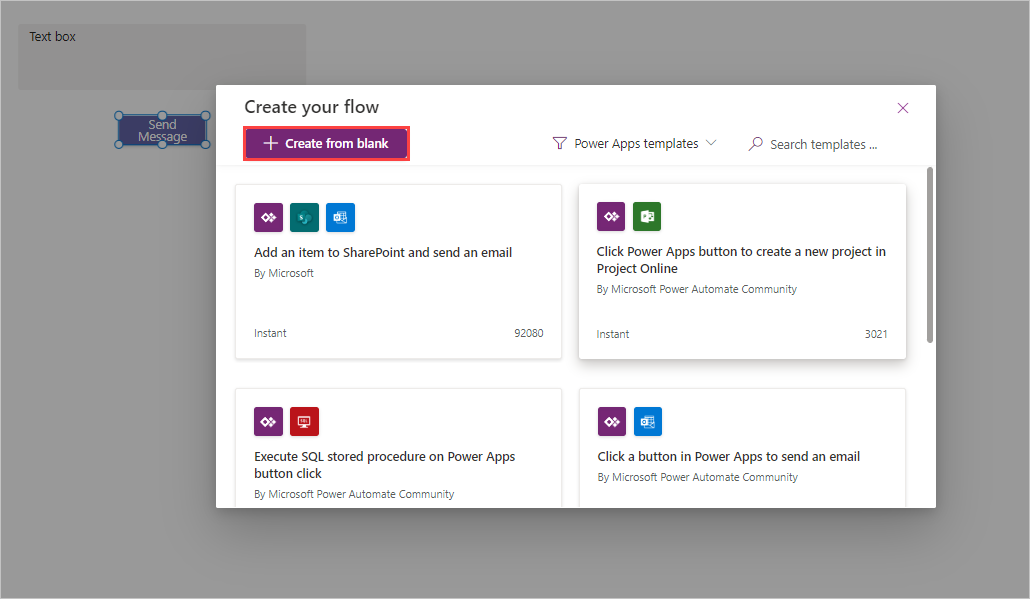 Text box
Send
Message
Create your flow
Create from blank
Power Apps templates
Search templates ...
Add an item to SharePoint and send an email
By Microsoft
Instant
92080
Click Power Apps button to create a new project in
Project Online
By Microsoft Power Automate Community
Instant
3021
Execute SQL stored procedure on Power Apps
button click
By Microsoft Power Automate Community
Click a button in Power Apps to send an email
By Microsoft Power Automate Community